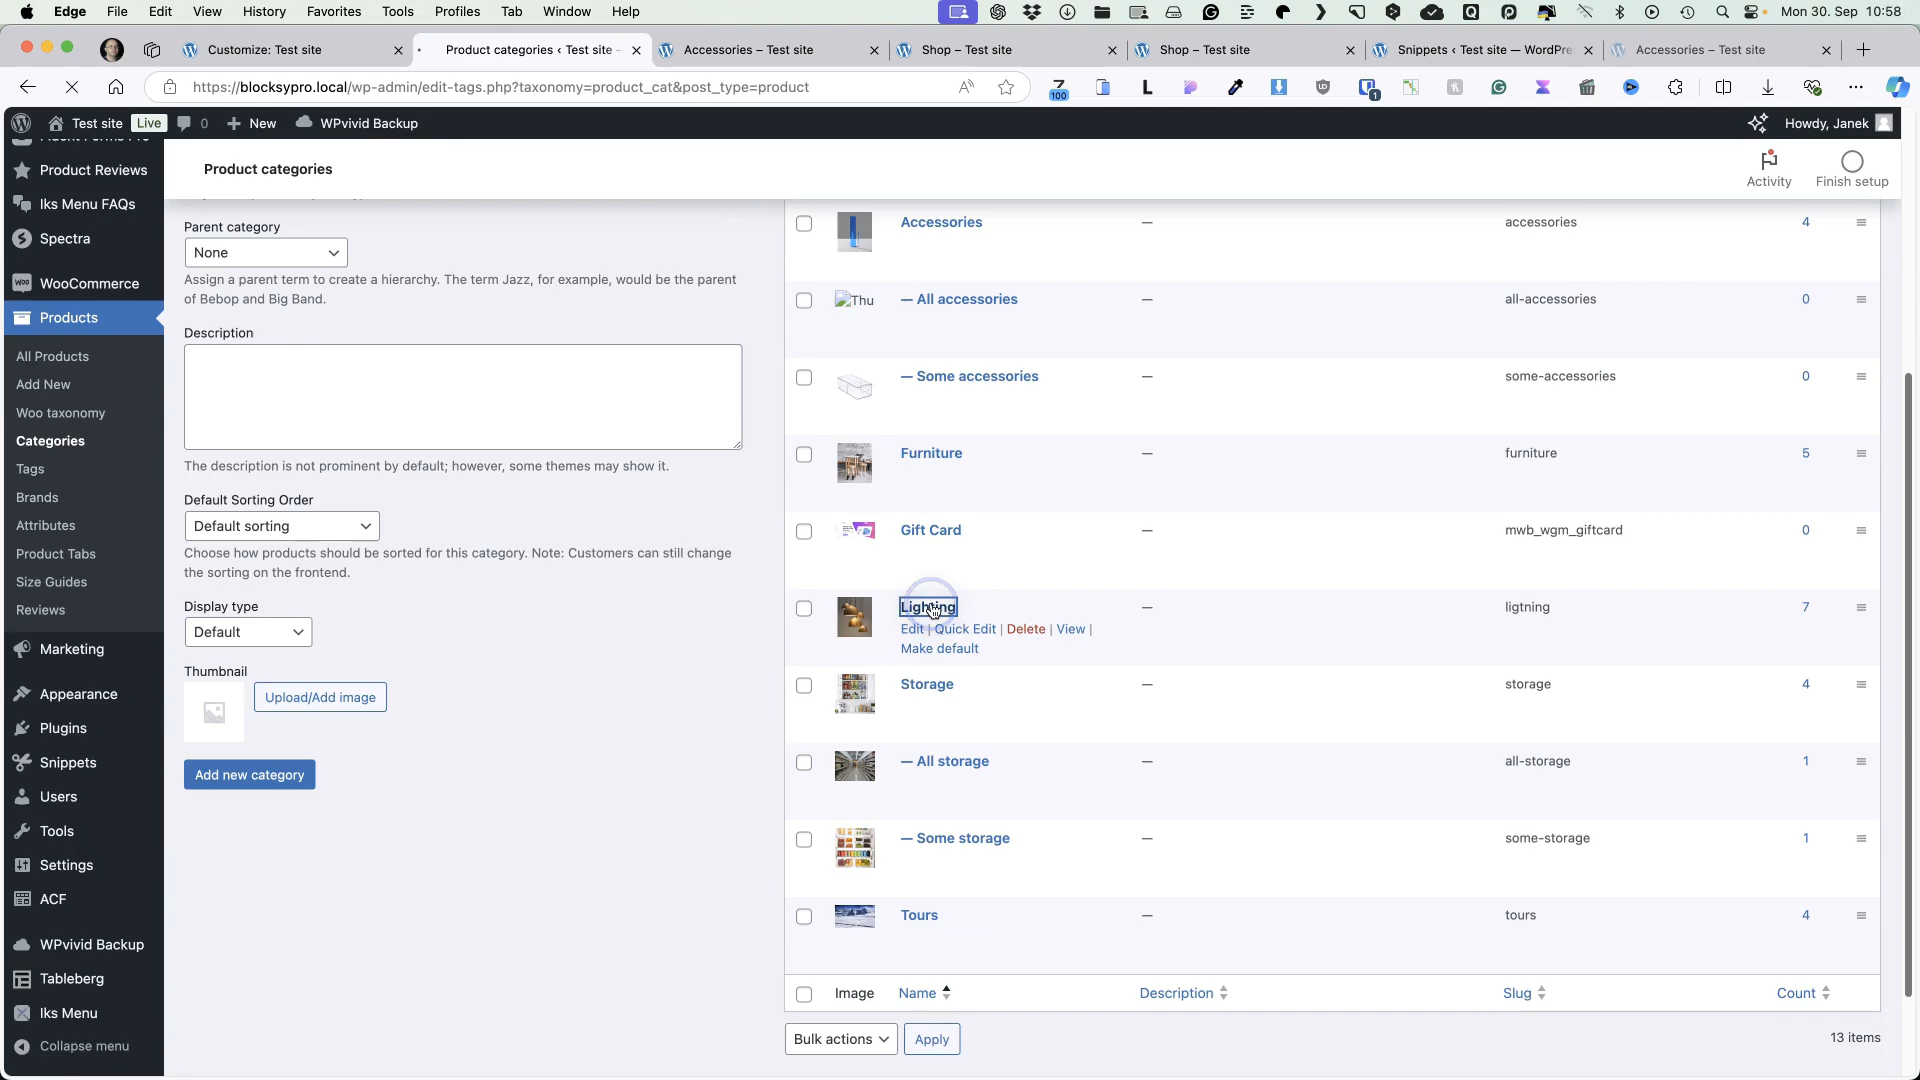 Edge File Edit View History Favorites Tools Profiles Tab Window Help Mon 30. Sep 10:58
Customize: Test site
Product categories ‹ Test site -
Accessories – Test site
Shop – Test site
Shop – Test site
Snippets ‹ Test site — WordPre
Accessories – Test site
https://blocksypro.local/wp-admin/edit-tags.php?taxonomy=product_cat&post_type=product
100
1
Test site Live 0 New WPvivid Backup Howdy, Janek
Product categories
Activity
Finish setup
Product Reviews
Iks Menu FAQs
Spectra
WooCommerce
Products
All Products
Add New
Woo taxonomy
Categories
Tags
Brands
Attributes
Product Tabs
Size Guides
Reviews
Marketing
Appearance
Plugins
Snippets
Users
Tools
Settings
ACF
WPvivid Backup
Tableberg
Iks Menu
Collapse menu
Parent category
None
Assign a parent term to create a hierarchy. The term Jazz, for example, would be the parent
of Bebop and Big Band.
Description
The description is not prominent by default; however, some themes may show it.
Default Sorting Order
Default sorting
Choose how products should be sorted for this category. Note: Customers can still change
the sorting on the frontend.
Display type
Default
Thumbnail
Upload/Add image
Add new category
Accessories — accessories 4
Thu — All accessories — all-accessories 0
— Some accessories — some-accessories 0
Furniture — furniture 5
Gift Card — mwb_wgm_giftcard 0
Lighting — ligtning 7
Edit | Quick Edit | Delete | View |
Make default
Storage — storage 4
— All storage — all-storage 1
— Some storage — some-storage 1
Tours — tours 4
Image Name Description Slug Count
Bulk actions Apply 13 items